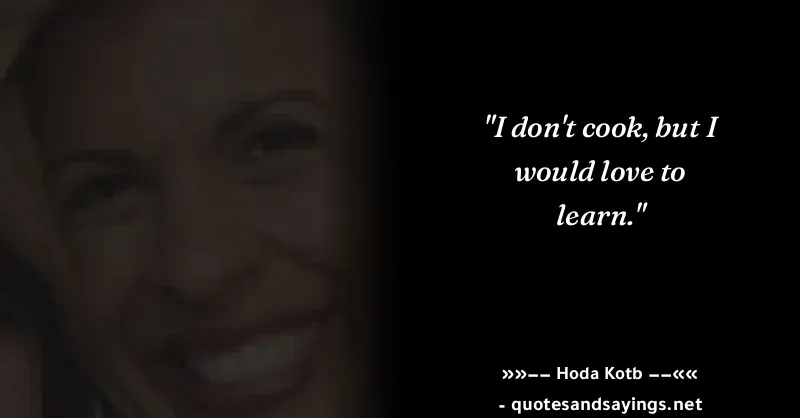 "I don't cook, but I
would love to
learn."
»»−− Hoda Kotb −−««
- quotesandsayings.net